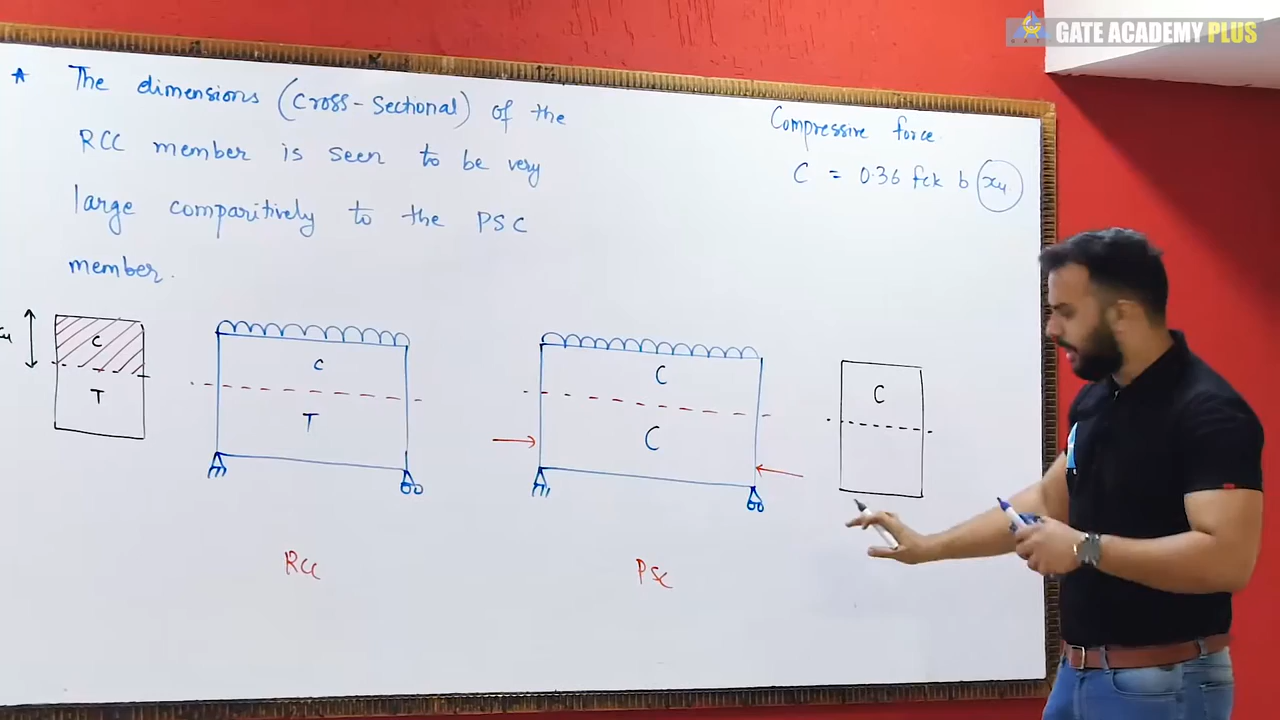 GATE ACADEMY PLUS
* The dimensions (cross-sectional) of the
RCC member is seen to be very
large comparitively to the PSC
member.
Compressive force.
C = 0.36 fck b xu
C
T
C
T
C
C
C
RCC
PSC